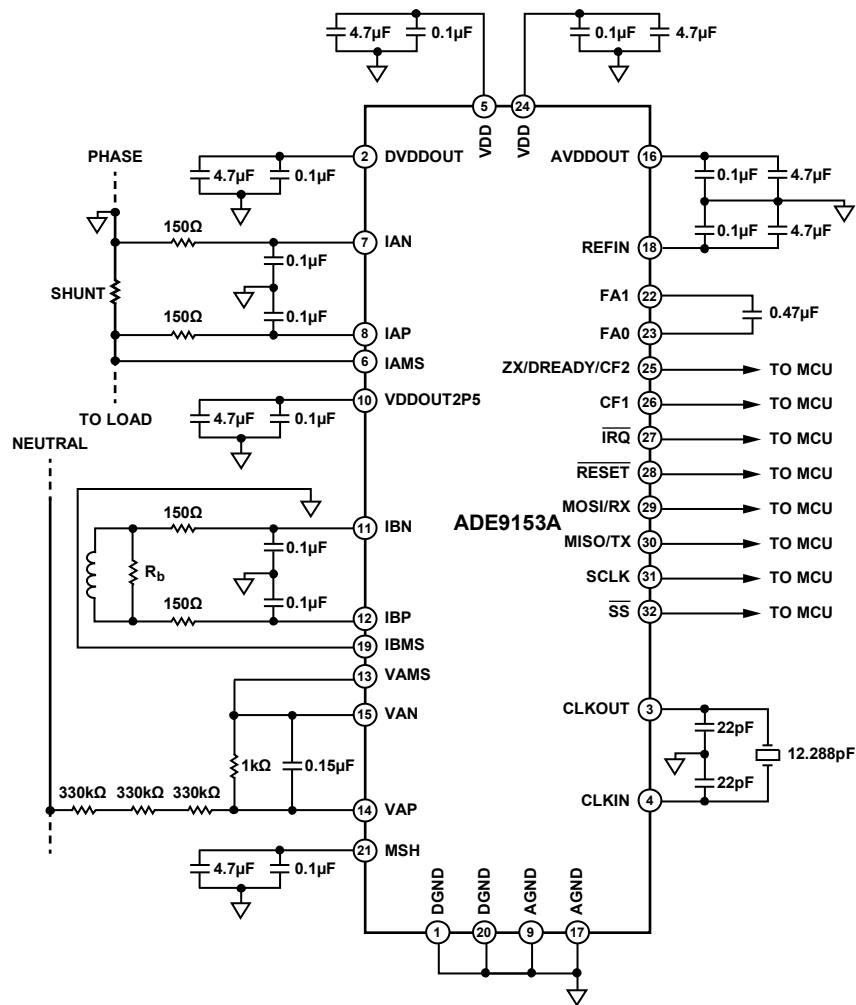 4.7µF 0.1µF 0.1µF 4.7µF
5 24
VDD VDD
PHASE
2 DVDDOUT
AVDDOUT 16
4.7µF 0.1µF
0.1µF 4.7µF
150Ω
7 IAN
0.1µF 4.7µF
REFIN 18
0.1µF
SHUNT
FA1 22
0.47µF
150Ω
0.1µF
8 IAP
FA0 23
6 IAMS
ZX/DREADY/CF2 25 TO MCU
TO LOAD
10 VDDOUT2P5
CF1 26 TO MCU
4.7µF 0.1µF
NEUTRAL
IRQ 27 TO MCU
RESET 28 TO MCU
MOSI/RX 29 TO MCU
150Ω
11 IBN
ADE9153A
0.1µF
MISO/TX 30 TO MCU
Rb
SCLK 31 TO MCU
150Ω
0.1µF
12 IBP
SS 32 TO MCU
19 IBMS
13 VAMS
15 VAN
CLKOUT 3
22pF
1kΩ 0.15µF
12.288pF
22pF
330kΩ 330kΩ 330kΩ
14 VAP
CLKIN 4
21 MSH
4.7µF 0.1µF
DGND DGND AGND AGND
1 20 9 17